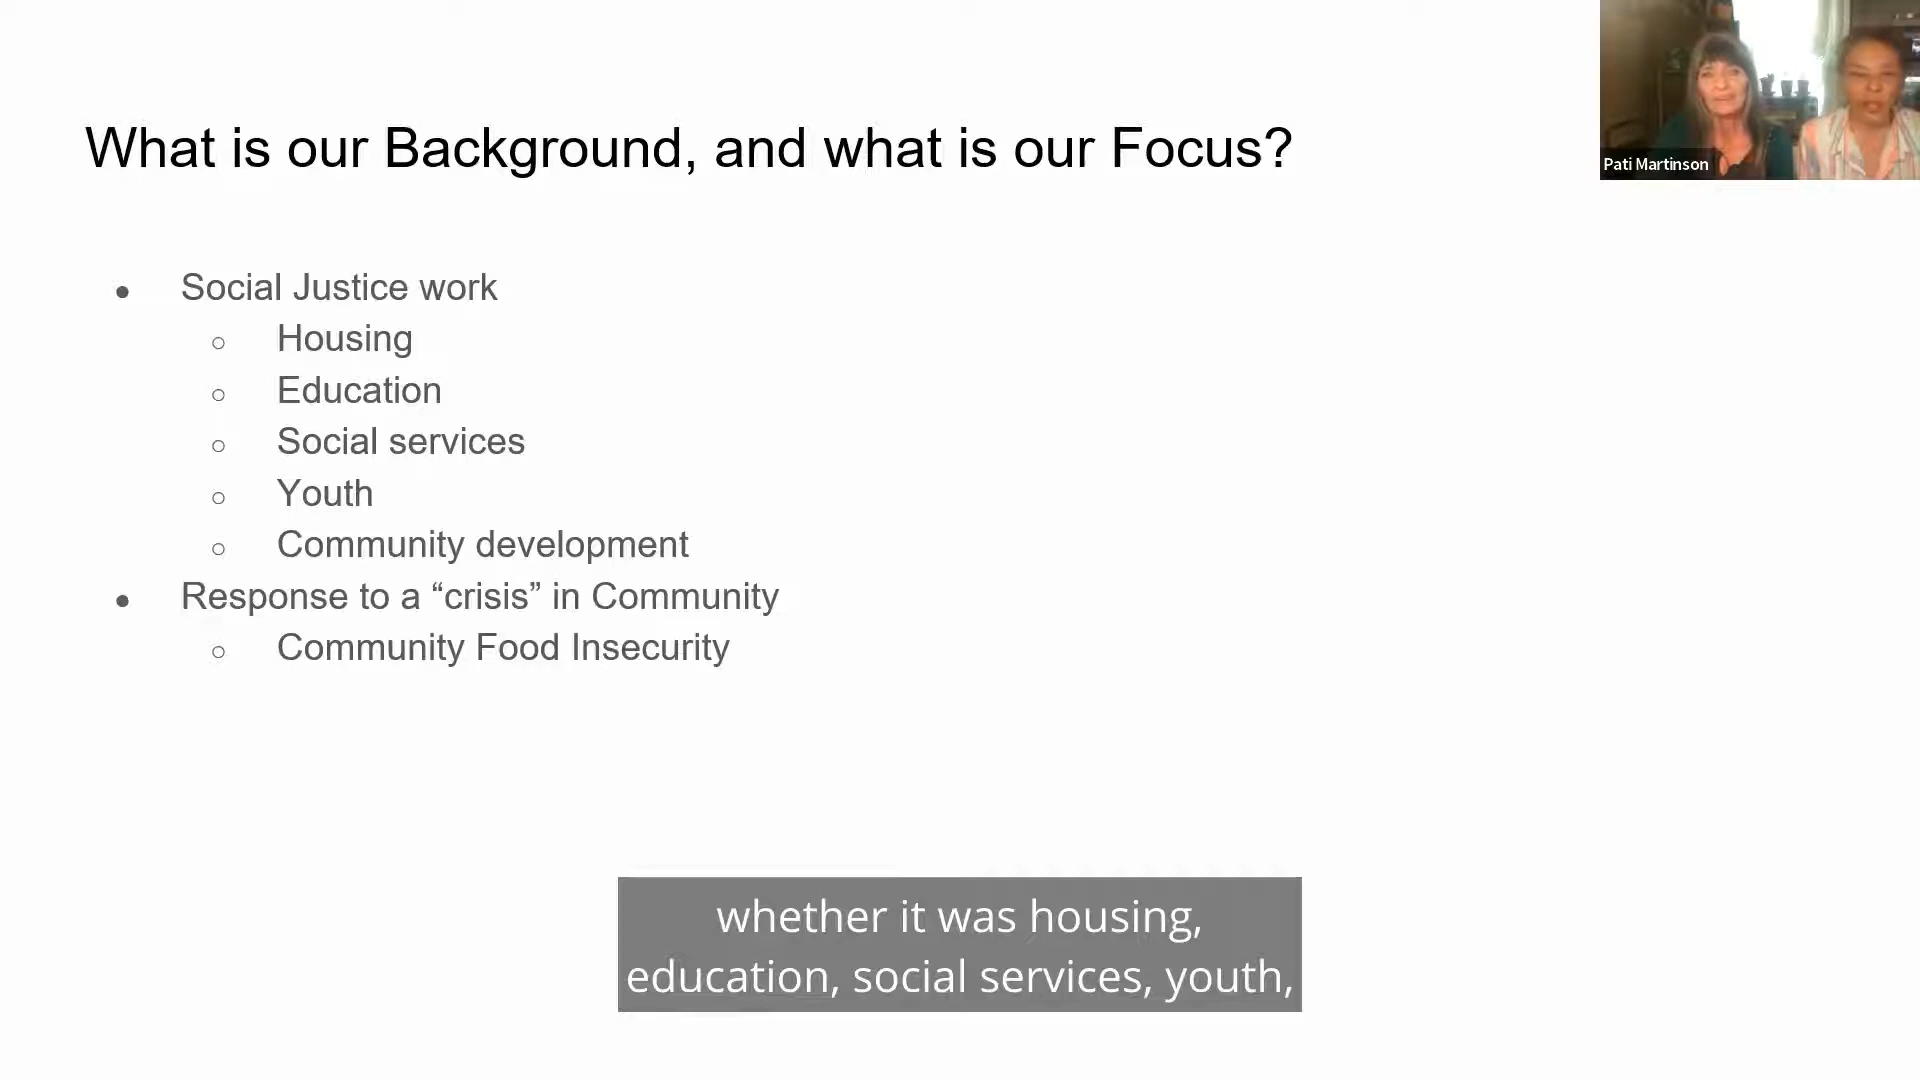 What is our Background, and what is our Focus?
Pati Martinson
● Social Justice work
○ Housing
○ Education
○ Social services
○ Youth
○ Community development
● Response to a “crisis” in Community
○ Community Food Insecurity
whether it was housing,
education, social services, youth,